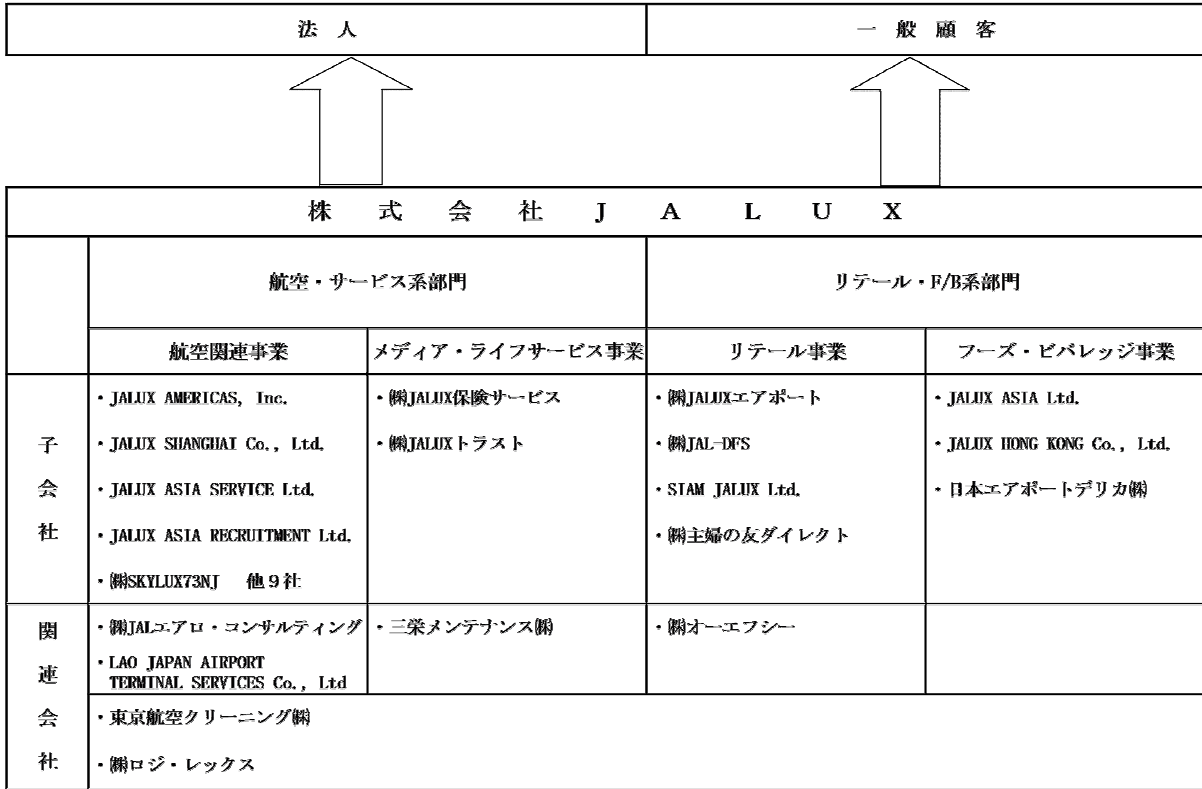 法 人
一 般 顧 客
株 式 会 社 J A L U X
航空・サービス系部門
リテール・F/B系部門
航空関連事業
メディア・ライフサービス事業
リテール事業
フーズ・ビバレッジ事業
子会社
・JALUX AMERICAS, Inc.
・JALUX SHANGHAI Co., Ltd.
・JALUX ASIA SERVICE Ltd.
・JALUX ASIA RECRUITMENT Ltd.
・㈱SKYLUX73NJ 他9社
・㈱JALUX保険サービス
・㈱JALUXトラスト
・㈱JALUXエアポート
・㈱JAL-DFS
・SIAM JALUX Ltd.
・㈱主婦の友ダイレクト
・JALUX ASIA Ltd.
・JALUX HONG KONG Co., Ltd.
・日本エアポートデリカ㈱
関連会社
・㈱JALエアロ・コンサルティング
・LAO JAPAN AIRPORT
TERMINAL SERVICES Co., Ltd
・三栄メンテナンス㈱
・㈱オーエフシー
・東京航空クリーニング㈱
・㈱ロジ・レックス